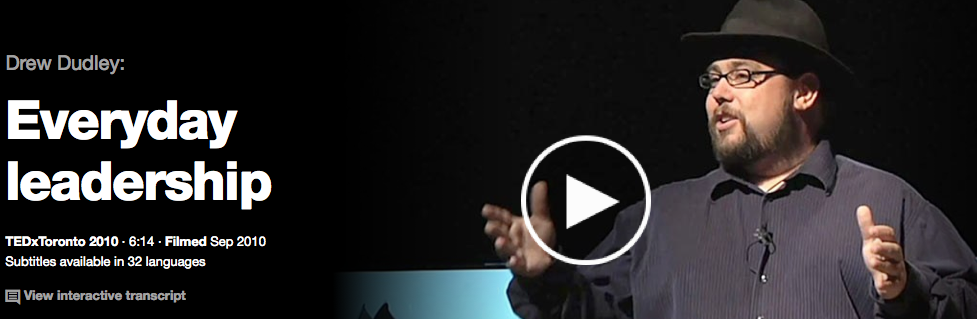 Drew Dudley:
Everyday
leadership
TEDxToronto 2010 · 6:14 · Filmed Sep 2010
Subtitles available in 32 languages
View interactive transcript